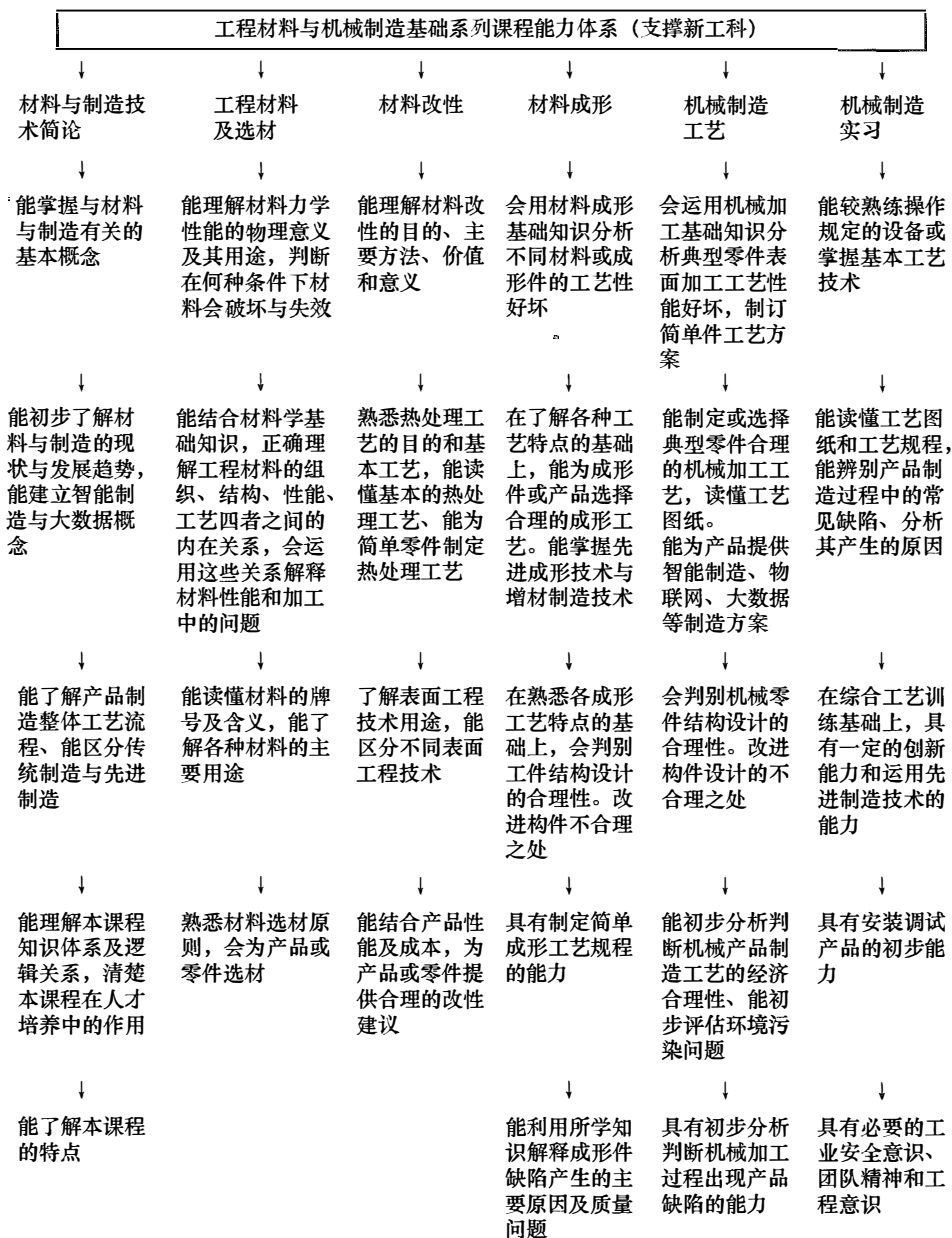 工程材料与机械制造基础系列课程能力体系（支撑新工科）
↓ ↓ ↓ ↓ ↓ ↓
材料与制造技
术简论
工程材料
及选材
材料改性
材料成形
机械制造
工艺
机械制造
实习
↓ ↓ ↓ ↓ ↓ ↓
能掌握与材料
与制造有关的
基本概念
能理解材料力学
性能的物理意义
及其用途，判断
在何种条件下材
料会破坏与失效
能理解材料改
性的目的、主
要方法、价值
和意义
会用材料成形
基础知识分析
不同材料或成
形件的工艺性
好坏
会运用机械加
工基础知识分
析典型零件表
面加工工艺性
能好坏，制订
简单件工艺方
案
能较熟练操作
规定的设备或
掌握基本工艺
技术
↓ ↓ ↓ ↓ ↓ ↓
能初步了解材
料与制造的现
状与发展趋势，
能建立智能制
造与大数据概
念
能结合材料学基
础知识，正确理
解工程材料的组
织、结构、性能、
工艺四者之间的
内在关系，会运
用这些关系解释
材料性能和加工
中的问题
熟悉热处理工
艺的目的和基
本工艺，能读
懂基本的热处
理工艺、能为
简单零件制定
热处理工艺
在了解各种工
艺特点的基础
上，能为成形
件或产品选择
合理的成形工
艺。能掌握先
进成形技术与
增材制造技术
能制定或选择
典型零件合理
的机械加工工
艺，读懂工艺
图纸。
能为产品提供
智能制造、物
联网、大数据
等制造方案
能读懂工艺图
纸和工艺规程，
能辨别产品制
造过程中的常
见缺陷、分析
其产生的原因
↓ ↓ ↓ ↓ ↓ ↓
能了解产品制
造整体工艺流
程、能区分传
统制造与先进
制造
能读懂材料的牌
号及含义，能了
解各种材料的主
要用途
了解表面工程
技术用途，能
区分不同表面
工程技术
在熟悉各成形
工艺特点的基
础上，会判别
工件结构设计
的合理性。改
进构件不合理
之处
会判别机械零
件结构设计的
合理性。改进
构件设计的不
合理之处
在综合工艺训
练基础上，具
有一定的创新
能力和运用先
进制造技术的
能力
↓ ↓ ↓ ↓ ↓ ↓
能理解本课程
知识体系及逻
辑关系，清楚
本课程在人才
培养中的作用
熟悉材料选材原
则，会为产品或
零件选材
能结合产品性
能及成本，为
产品或零件提
供合理的改性
建议
具有制定简单
成形工艺规程
的能力
能初步分析判
断机械产品制
造工艺的经济
合理性、能初
步评估环境污
染问题
具有安装调试
产品的初步能
力
↓ ↓ ↓ ↓
能了解本课程
的特点
能利用所学知
识解释成形件
缺陷产生的主
要原因及质量
问题
具有初步分析
判断机械加工
过程出现产品
缺陷的能力
具有必要的工
业安全意识、
团队精神和工
程意识